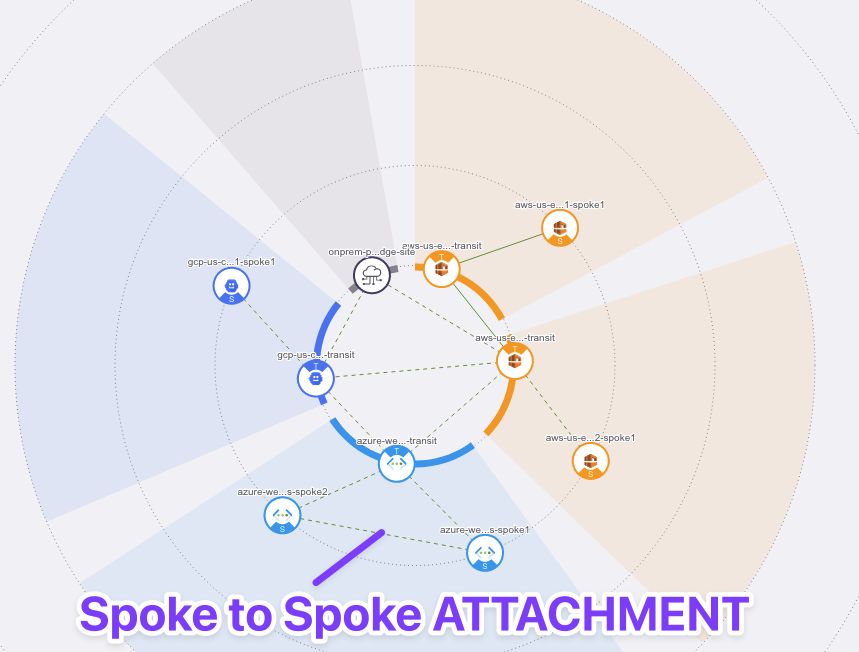 aws-us-e...1-spoke1
onprem-p...dge-site
aws-us-e...-transit
T
S
gcp-us-c...1-spoke1
S
aws-us-e...-transit
T
gcp-us-c...-transit
T
azure-we...-transit
T
aws-us-e...2-spoke1
S
azure-we...s-spoke2
S
azure-we...s-spoke1
S
Spoke to Spoke ATTACHMENT